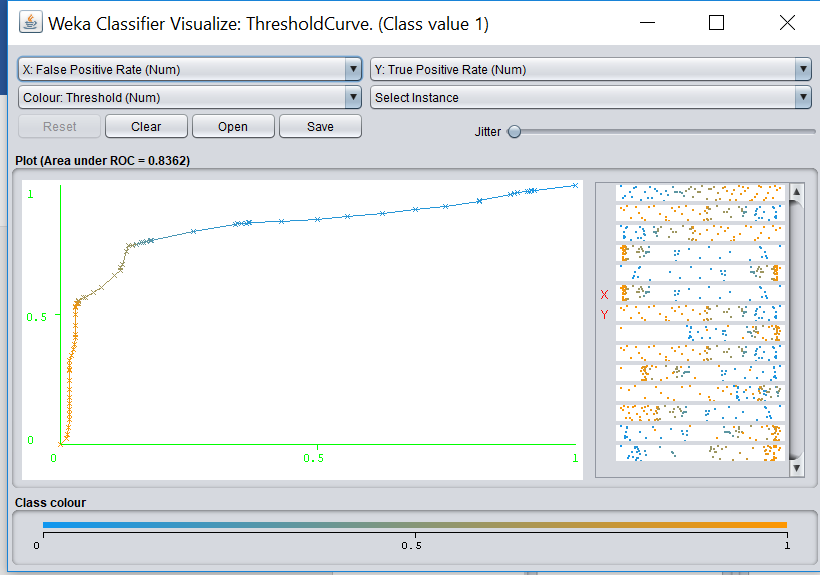 Weka Classifier Visualize: ThresholdCurve. (Class value 1)
X: False Positive Rate (Num)
Y: True Positive Rate (Num)
Colour: Threshold (Num)
Select Instance
Reset
Clear
Open
Save
Jitter
Plot (Area under ROC = 0.8362)
1
0.5
0
0
0.5
1
X
Y
Class colour
0
0.5
1